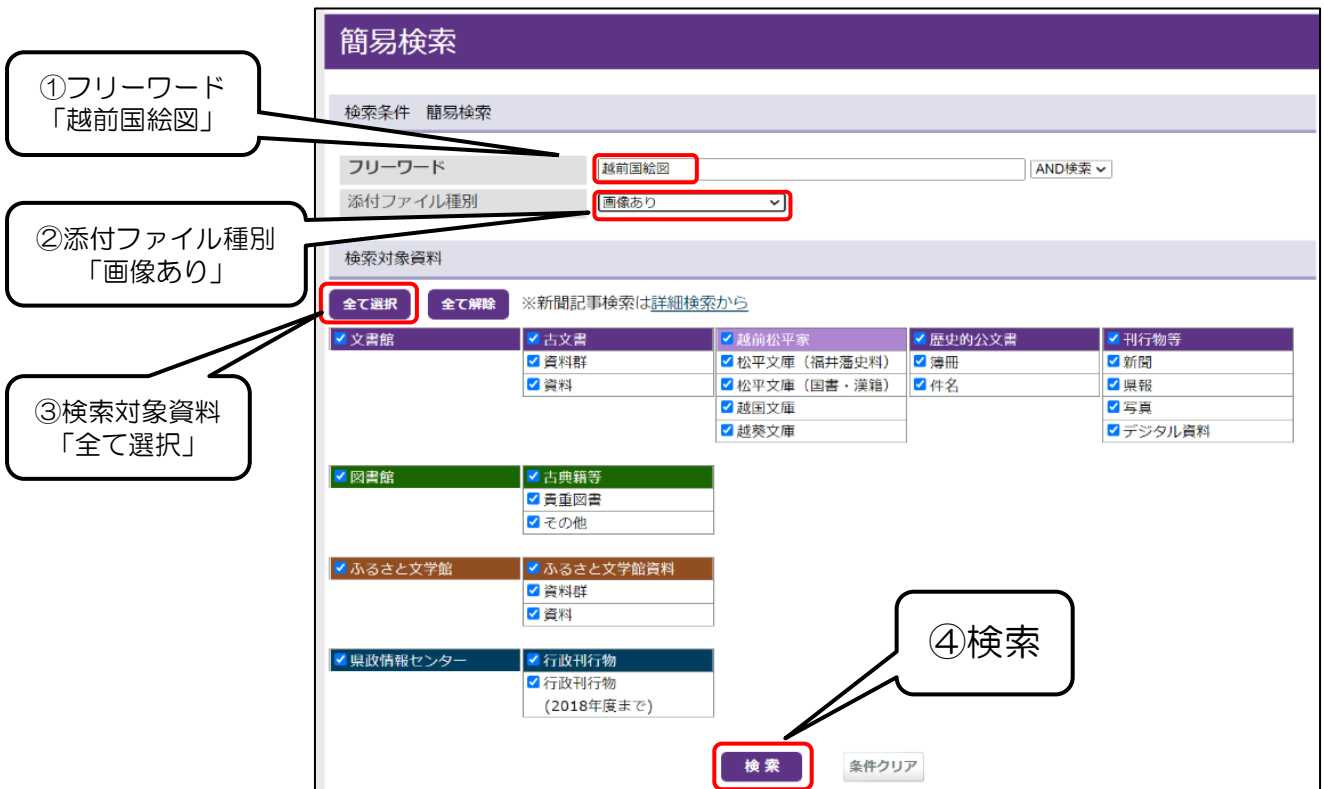 簡易検索
①フリーワード
「越前国絵図」
検索条件 簡易検索
フリーワード 越前国絵図 AND検索
添付ファイル種別 画像あり
②添付ファイル種別
「画像あり」
検索対象資料
全て選択 全て解除 ※新聞記事検索は詳細検索から
文書館 古文書 越前松平家 歴史的公文書 刊行物等
資料群 松平文庫（福井藩史料） 簿冊 新聞
資料 松平文庫（国書・漢籍） 件名 県報
越国文庫 写真
越葵文庫 デジタル資料
③検索対象資料
「全て選択」
図書館 古典籍等
貴重図書
その他
ふるさと文学館 ふるさと文学館資料
資料群
資料
④検索
県政情報センター 行政刊行物
行政刊行物
(2018年度まで)
検索 条件クリア